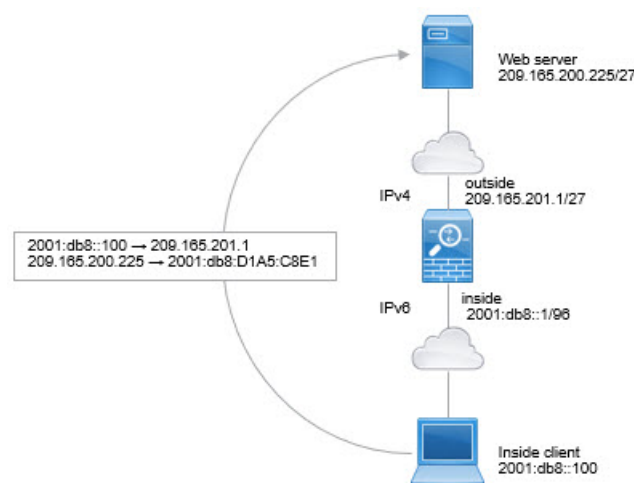 Web server
209.165.200.225/27
outside
209.165.201.1/27
IPv4
2001:db8::100 → 209.165.201.1
209.165.200.225 → 2001:db8:D1A5:C8E1
IPv6
inside
2001:db8::1/96
Inside client
2001:db8::100